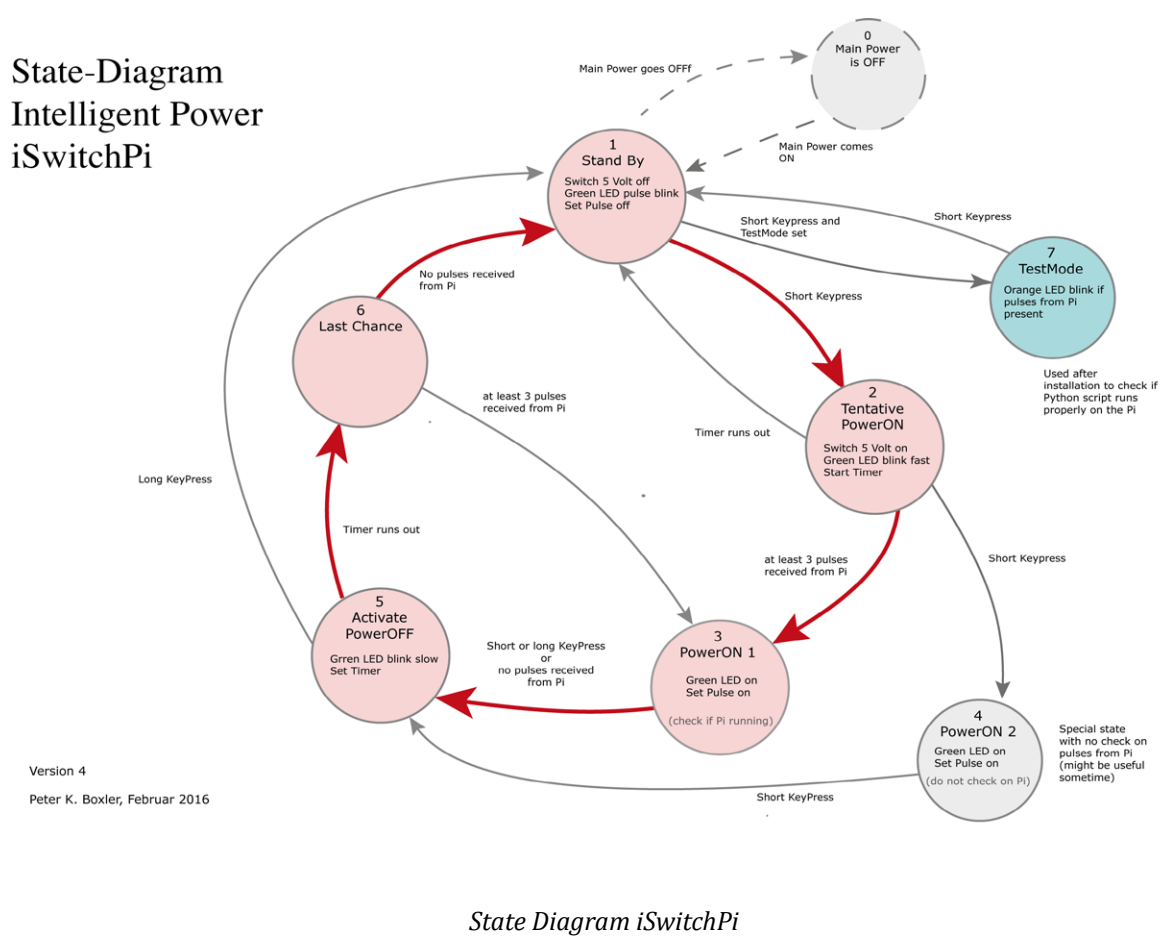 State-Diagram
Intelligent Power
iSwitchPi
0
Main Power
is OFF
Main Power goes OFFf
Main Power comes
ON
1
Stand By
Switch 5 Volt off
Green LED pulse blink
Set Pulse off
Short Keypress and
TestMode set
Short Keypress
7
TestMode
Orange LED blink if
pulses from Pi
present
Used after
installation to check if
Python script runs
properly on the Pi
No pulses received
from Pi
Short Keypress
6
Last Chance
at least 3 pulses
received from Pi
2
Tentative
PowerON
Switch 5 Volt on
Green LED blink fast
Start Timer
Timer runs out
Long KeyPress
Timer runs out
at least 3 pulses
received from Pi
Short Keypress
5
Activate
PowerOFF
Grren LED blink slow
Set Timer
Short or long KeyPress
or
no pulses received
from Pi
3
PowerON 1
Green LED on
Set Pulse on
(check if Pi running)
4
PowerON 2
Green LED on
Set Pulse on
(do not check on Pi)
Special state
with no check on
pulses from Pi
(might be useful
sometime)
Short KeyPress
Version 4
Peter K. Boxler, Februar 2016
State Diagram iSwitchPi